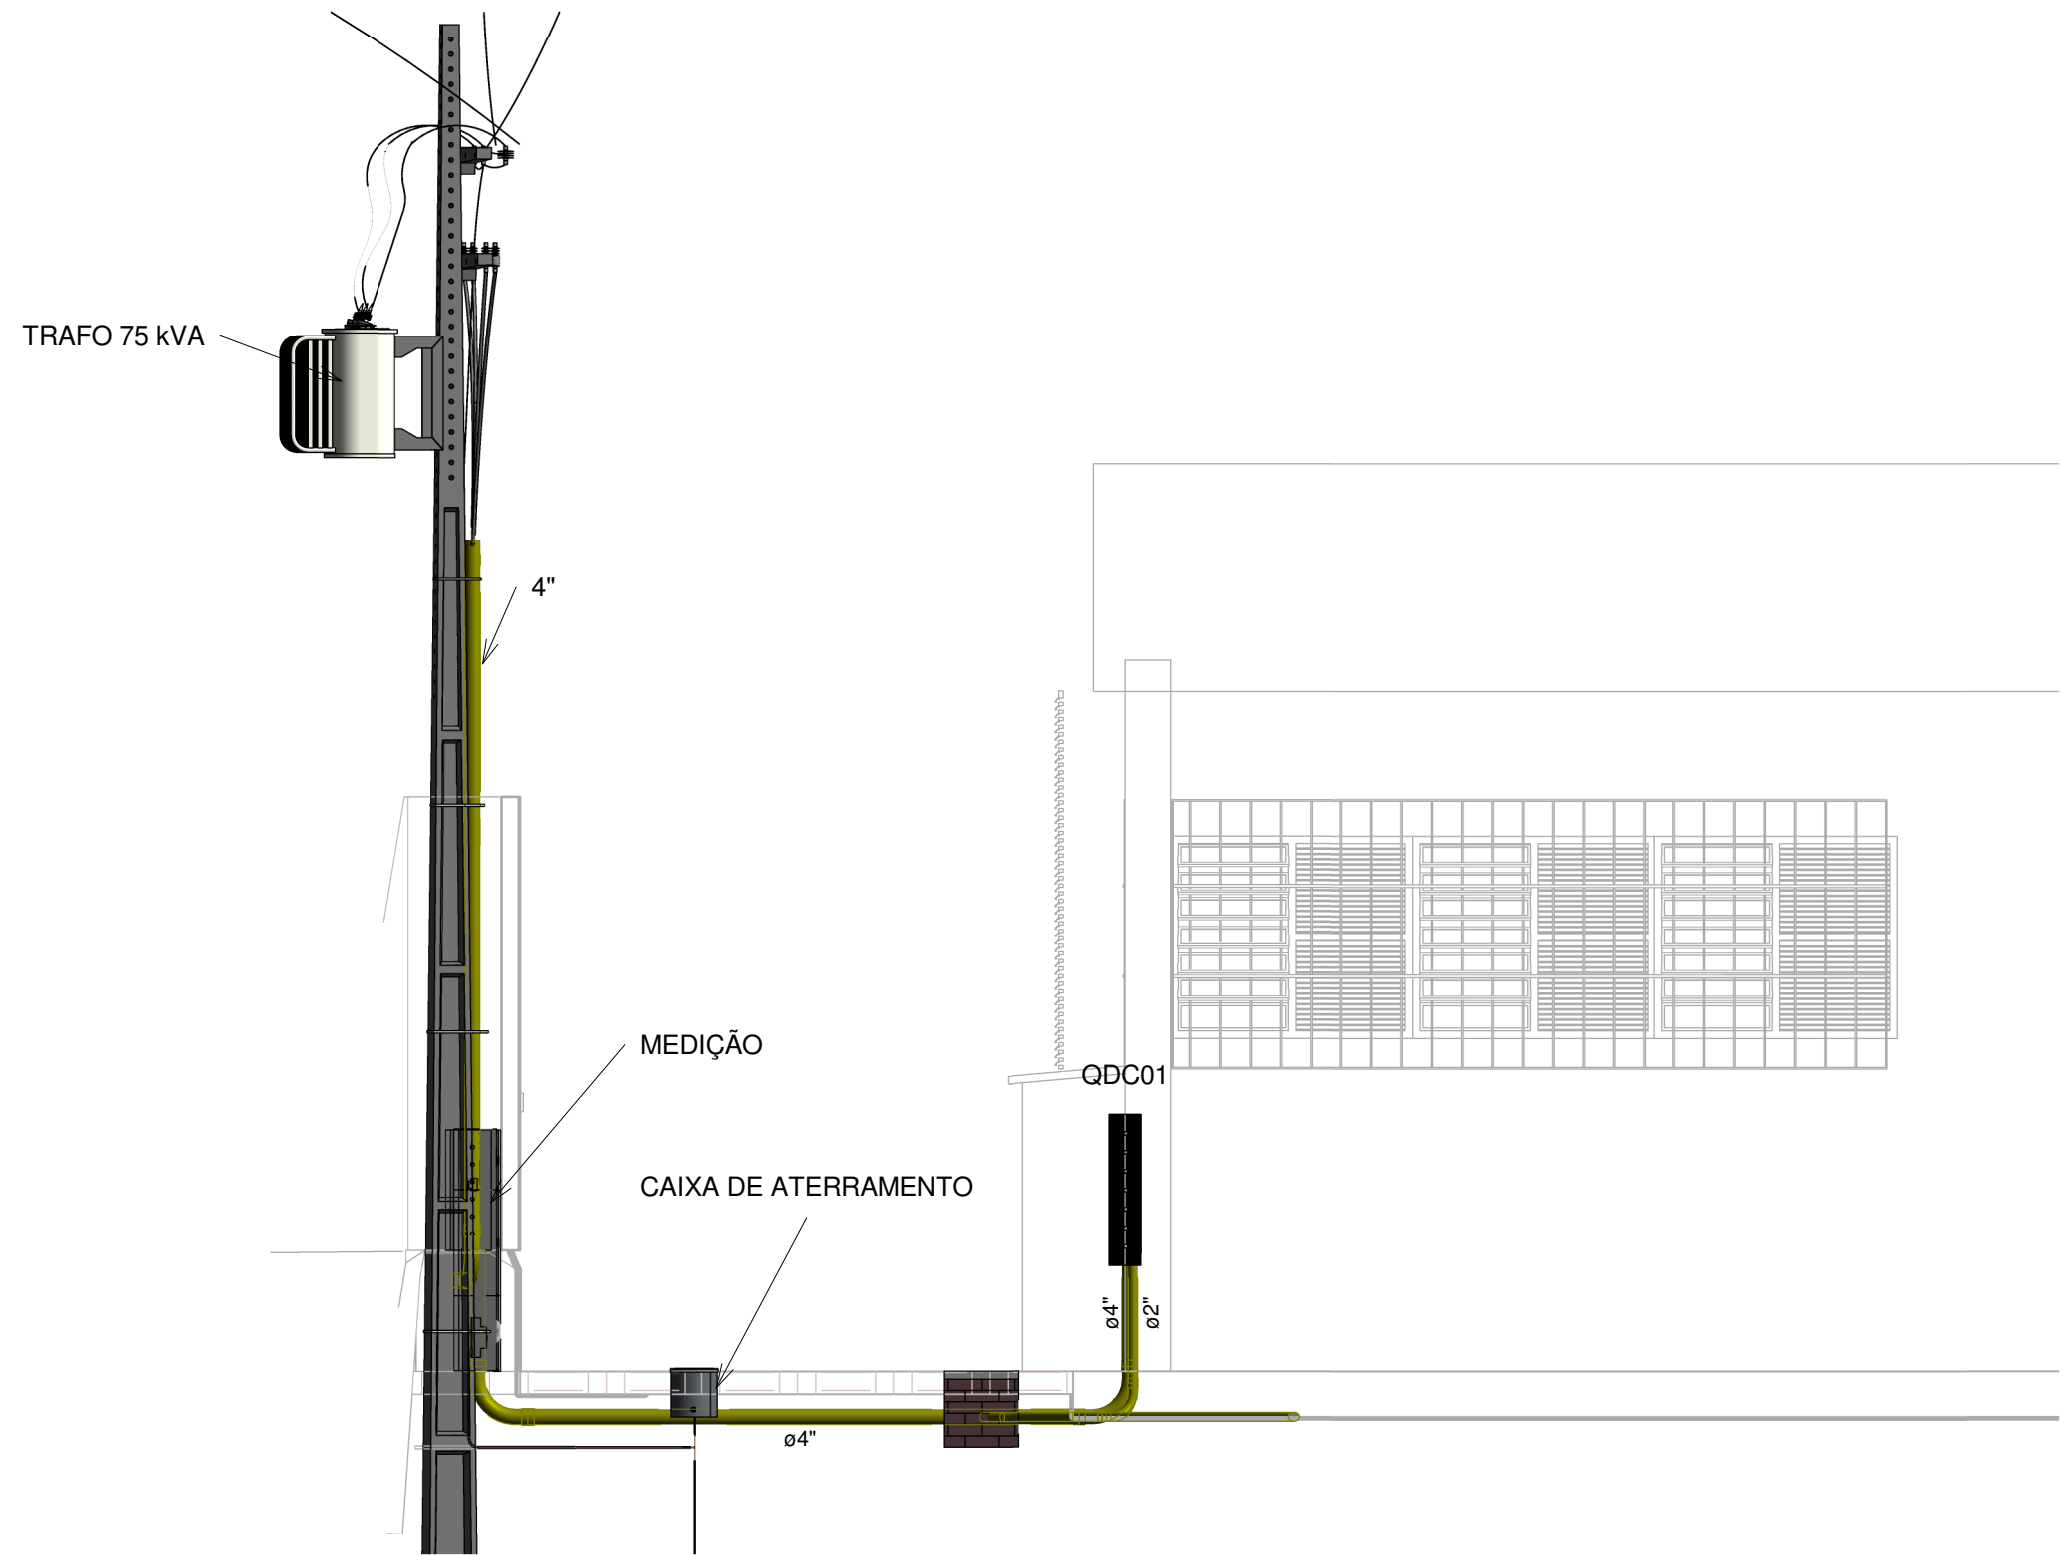 TRAFO 75 kVA
4"
MEDIÇÃO
QDC01
CAIXA DE ATERRAMENTO
ø4"
ø2"
ø4"